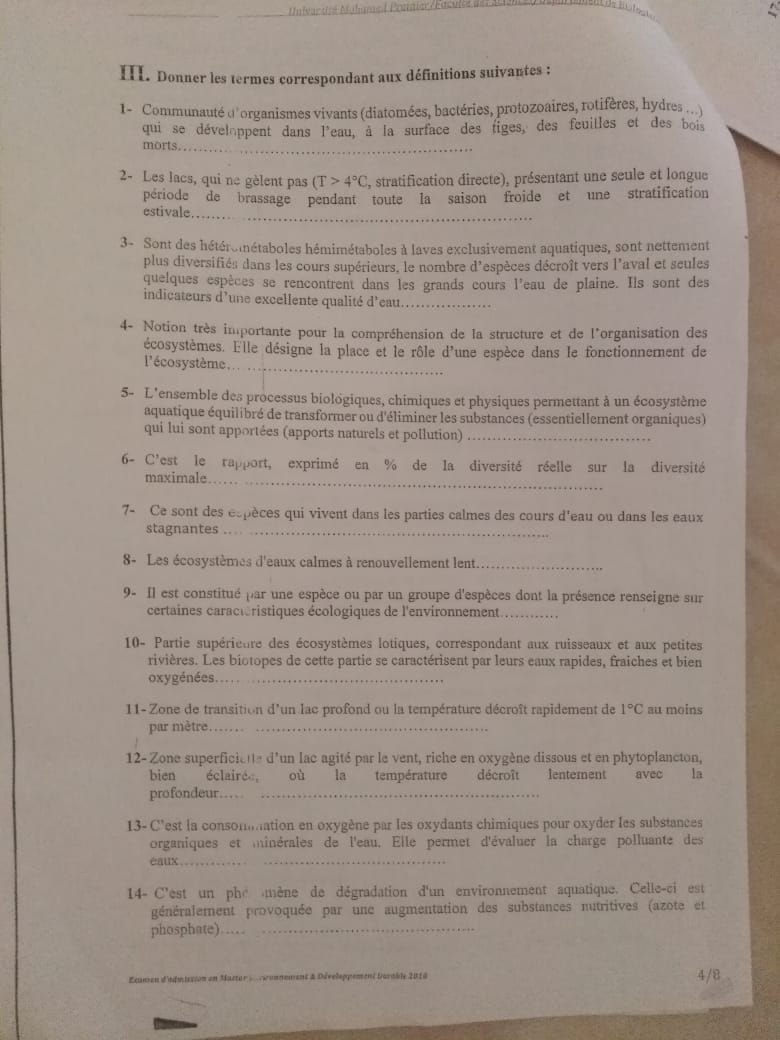 Université Mohamed Premier/Faculté des Sciences/Département de Biologie
III. Donner les termes correspondant aux définitions suivantes :
1- Communauté d'organismes vivants (diatomées, bactéries, protozoaires, rotifères, hydres ...)
qui se développent dans l'eau, à la surface des tiges, des feuilles et des bois
morts..............................
2- Les lacs, qui ne gèlent pas (T > 4°C, stratification directe), présentant une seule et longue
période de brassage pendant toute la saison froide et une stratification
estivale..............................
3- Sont des hétérométaboles hémimétaboles à laves exclusivement aquatiques, sont nettement
plus diversifiés dans les cours supérieurs, le nombre d'espèces décroît vers l'aval et seules
quelques espèces se rencontrent dans les grands cours l'eau de plaine. Ils sont des
indicateurs d'une excellente qualité d'eau..................
4- Notion très importante pour la compréhension de la structure et de l'organisation des
écosystèmes. Elle désigne la place et le rôle d'une espèce dans le fonctionnement de
l'écosystème..............................
5- L'ensemble des processus biologiques, chimiques et physiques permettant à un écosystème
aquatique équilibré de transformer ou d'éliminer les substances (essentiellement organiques)
qui lui sont apportées (apports naturels et pollution) ..............................
6- C'est le rapport, exprimé en % de la diversité réelle sur la diversité
maximale..............................
7- Ce sont des espèces qui vivent dans les parties calmes des cours d'eau ou dans les eaux
stagnantes ..............................
8- Les écosystèmes d'eaux calmes à renouvellement lent.........................
9- Il est constitué par une espèce ou par un groupe d'espèces dont la présence renseigne sur
certaines caractéristiques écologiques de l'environnement............
10- Partie supérieure des écosystèmes lotiques, correspondant aux ruisseaux et aux petites
rivières. Les biotopes de cette partie se caractérisent par leurs eaux rapides, fraiches et bien
oxygénées..............................
11- Zone de transition d'un lac profond ou la température décroît rapidement de 1°C au moins
par mètre..............................
12- Zone superficielle d'un lac agité par le vent, riche en oxygène dissous et en phytoplancton,
bien éclairée, où la température décroît lentement avec la
profondeur..............................
13- C'est la consommation en oxygène par les oxydants chimiques pour oxyder les substances
organiques et minérales de l'eau. Elle permet d'évaluer la charge polluante des
eaux..............................
14- C'est un phénomène de dégradation d'un environnement aquatique. Celle-ci est
généralement provoquée par une augmentation des substances nutritives (azote et
phosphate)..............................
Examen d'admission en Master Environnement & Développement Durable 2018
4/8